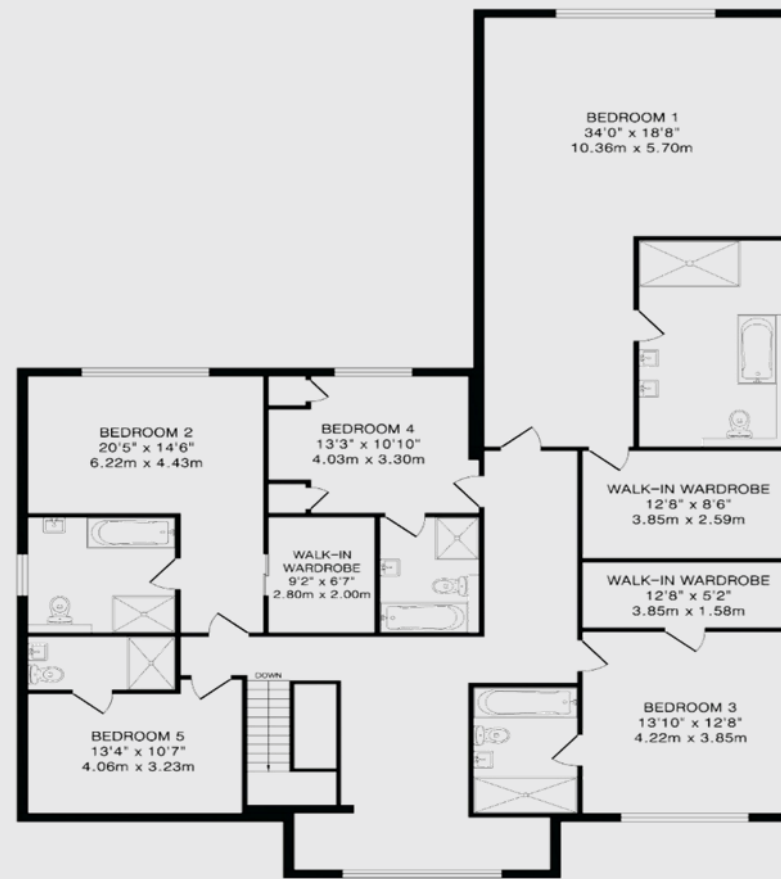 BEDROOM 1
34'0" x 18'8"
10.36m x 5.70m
BEDROOM 2
20'5" x 14'6"
6.22m x 4.43m
BEDROOM 4
13'3" x 10'10"
4.03m x 3.30m
WALK-IN WARDROBE
12'8" x 8'6"
3.85m x 2.59m
WALK-IN
WARDROBE
9'2" x 6'7"
2.80m x 2.00m
WALK-IN WARDROBE
12'8" x 5'2"
3.85m x 1.58m
DOWN
BEDROOM 5
13'4" x 10'7"
4.06m x 3.23m
BEDROOM 3
13'10" x 12'8"
4.22m x 3.85m